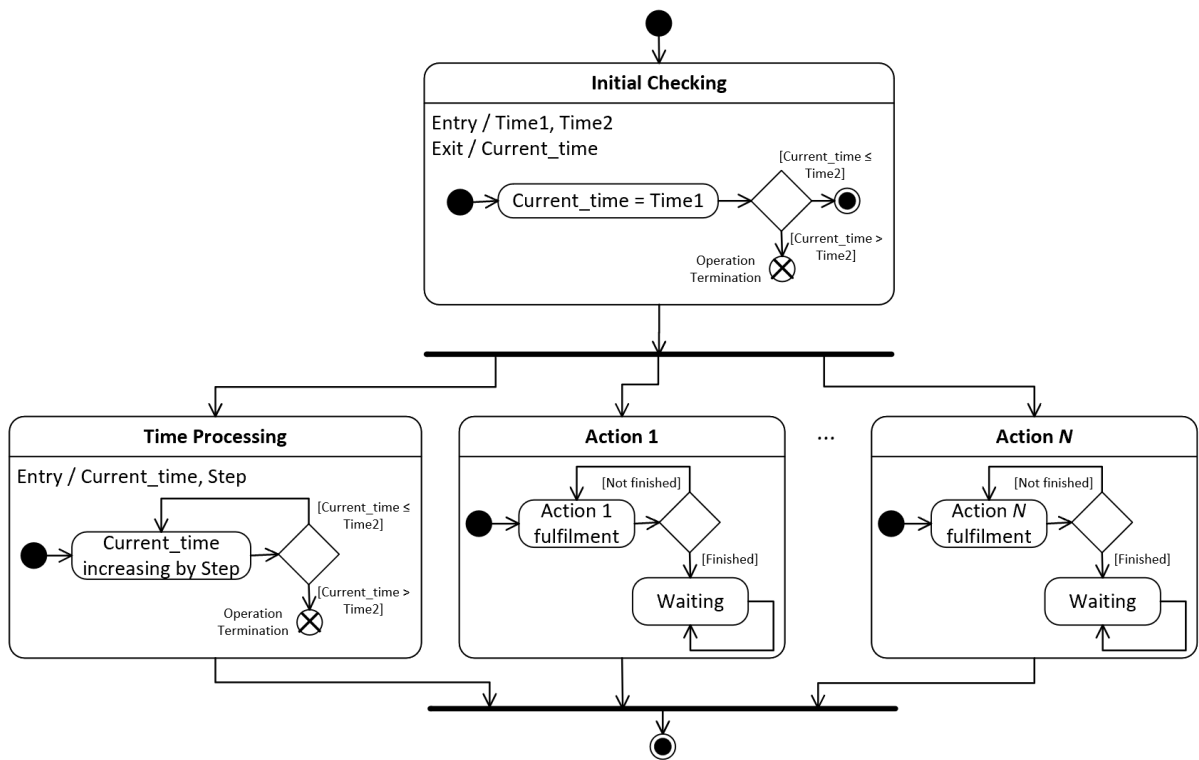 Initial Checking
Entry / Time1, Time2
Exit / Current_time
[Current_time ≤
Time2]
Current_time = Time1
[Current_time >
Time2]
Operation
Termination
Time Processing
Entry / Current_time, Step
[Current_time ≤
Time2]
Current_time
increasing by Step
[Current_time >
Time2]
Operation
Termination
Action 1
[Not finished]
Action 1
fulfilment
[Finished]
Waiting
...
Action N
[Not finished]
Action N
fulfilment
[Finished]
Waiting